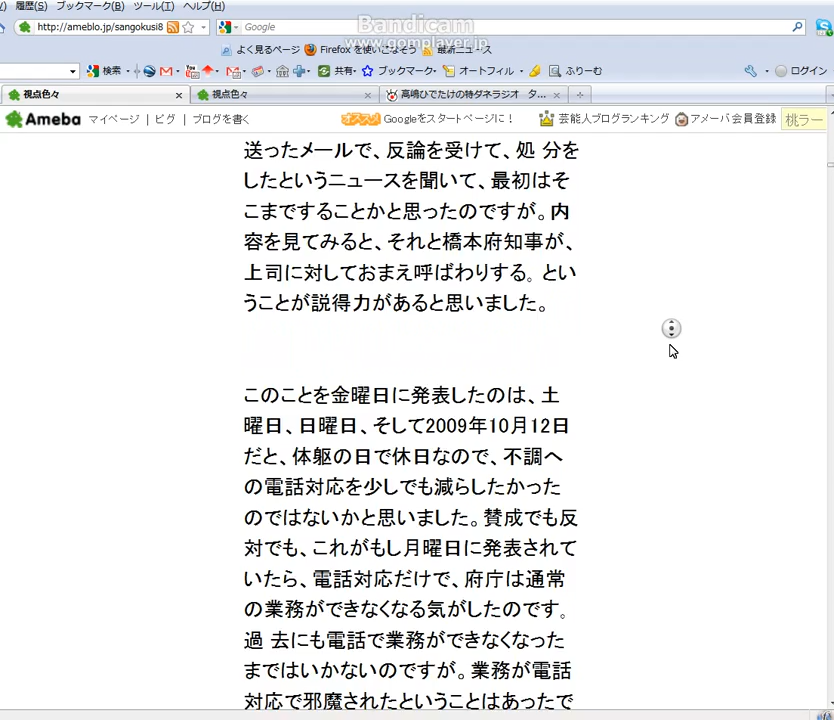 履歴(S) ブックマーク(B) ツール(T) ヘルプ(H)
Bandicam
www.gomplayer.jp
http://ameblo.jp/sangokusi8 Google
よく見るページ Firefox を使いこなそう 最新ニュース
検索 共有 ブックマーク オートフィル ふりーむ ログイン
視点色々 視点色々 高嶋ひでたけの特ダネラジオ タ...
Ameba マイページ | ピグ | ブログを書く オススメ Googleをスタートページに! 芸能人ブログランキング アメーバ会員登録 桃ラー
送ったメールで、反論を受けて、処 分を
したというニュースを聞いて、最初はそ
こまですることかと思ったのですが。内
容を見てみると、それと橋本府知事が、
上司に対しておまえ呼ばわりする。とい
うことが説得力があると思いました。
このことを金曜日に発表したのは、土
曜日、日曜日、そして2009年10月12日
だと、体躯の日で休日なので、不調へ
の電話対応を少しでも減らしたかった
のではないかと思いました。賛成でも反
対でも、これがもし月曜日に発表されて
いたら、電話対応だけで、府庁は通常
の業務ができなくなる気がしたのです。
過 去にも電話で業務ができなくなった
まではいかないのですが。業務が電話
対応で邪魔されたということはあったで